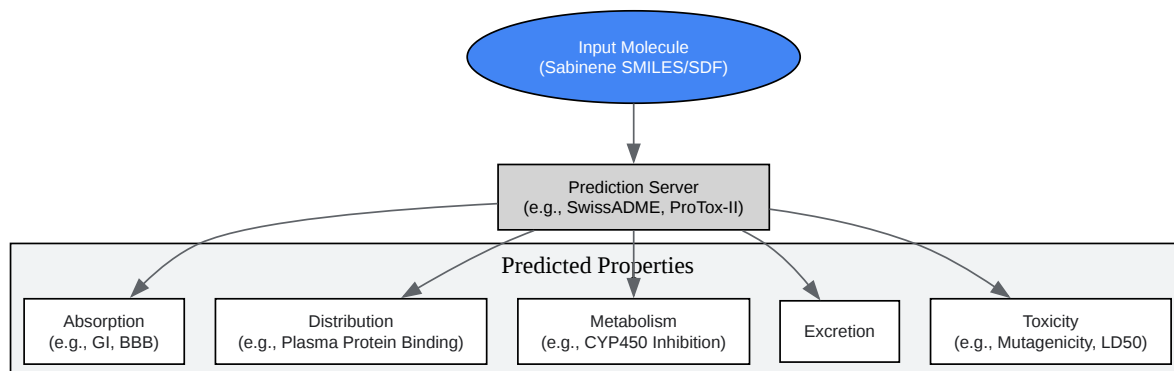 Input Molecule
(Sabinene SMILES/SDF)
Prediction Server
(e.g., SwissADME, ProTox-II)
Predicted Properties
Absorption
(e.g., GI, BBB)
Distribution
(e.g., Plasma Protein Binding)
Metabolism
(e.g., CYP450 Inhibition)
Excretion
Toxicity
(e.g., Mutagenicity, LD50)